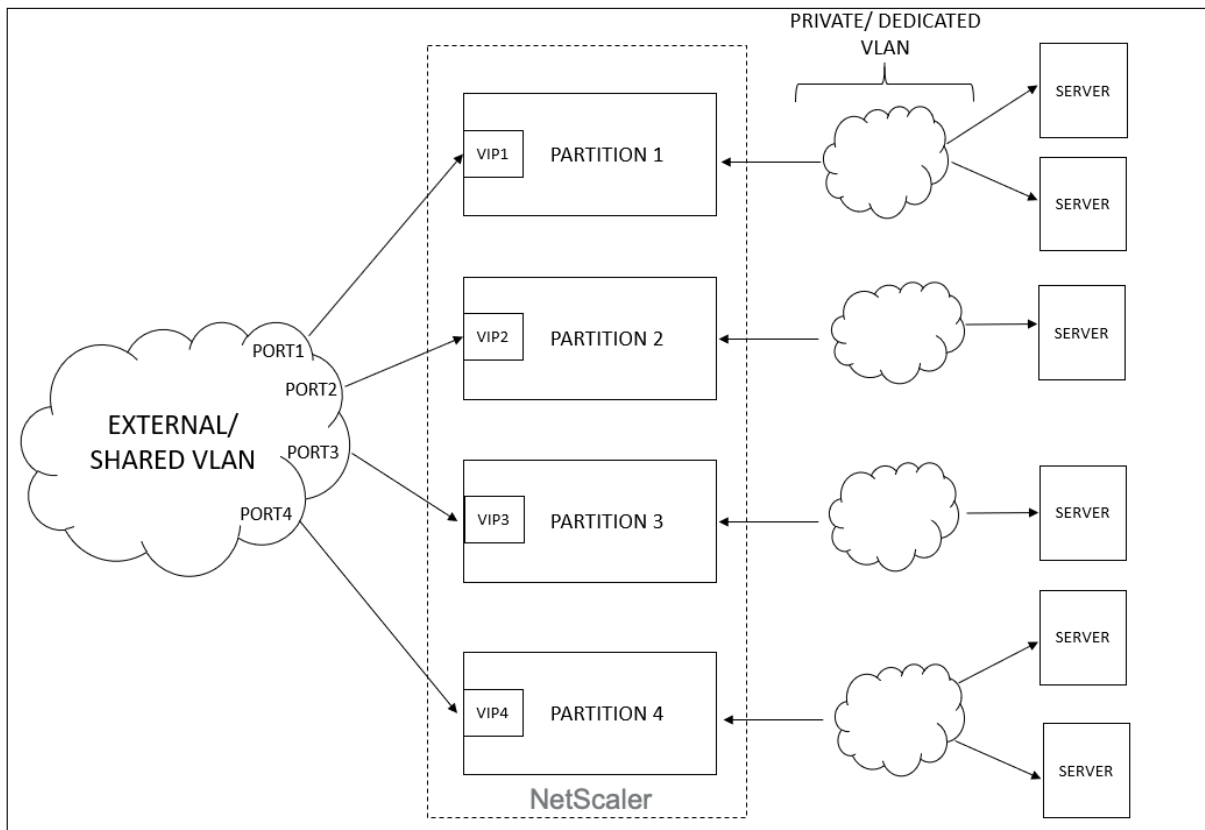 PRIVATE/ DEDICATED
VLAN
SERVER
VIP1
PARTITION 1
SERVER
VIP2
PARTITION 2
SERVER
PORT1
PORT2
EXTERNAL/
SHARED VLAN
PORT3
PORT4
VIP3
PARTITION 3
SERVER
SERVER
VIP4
PARTITION 4
SERVER
NetScaler